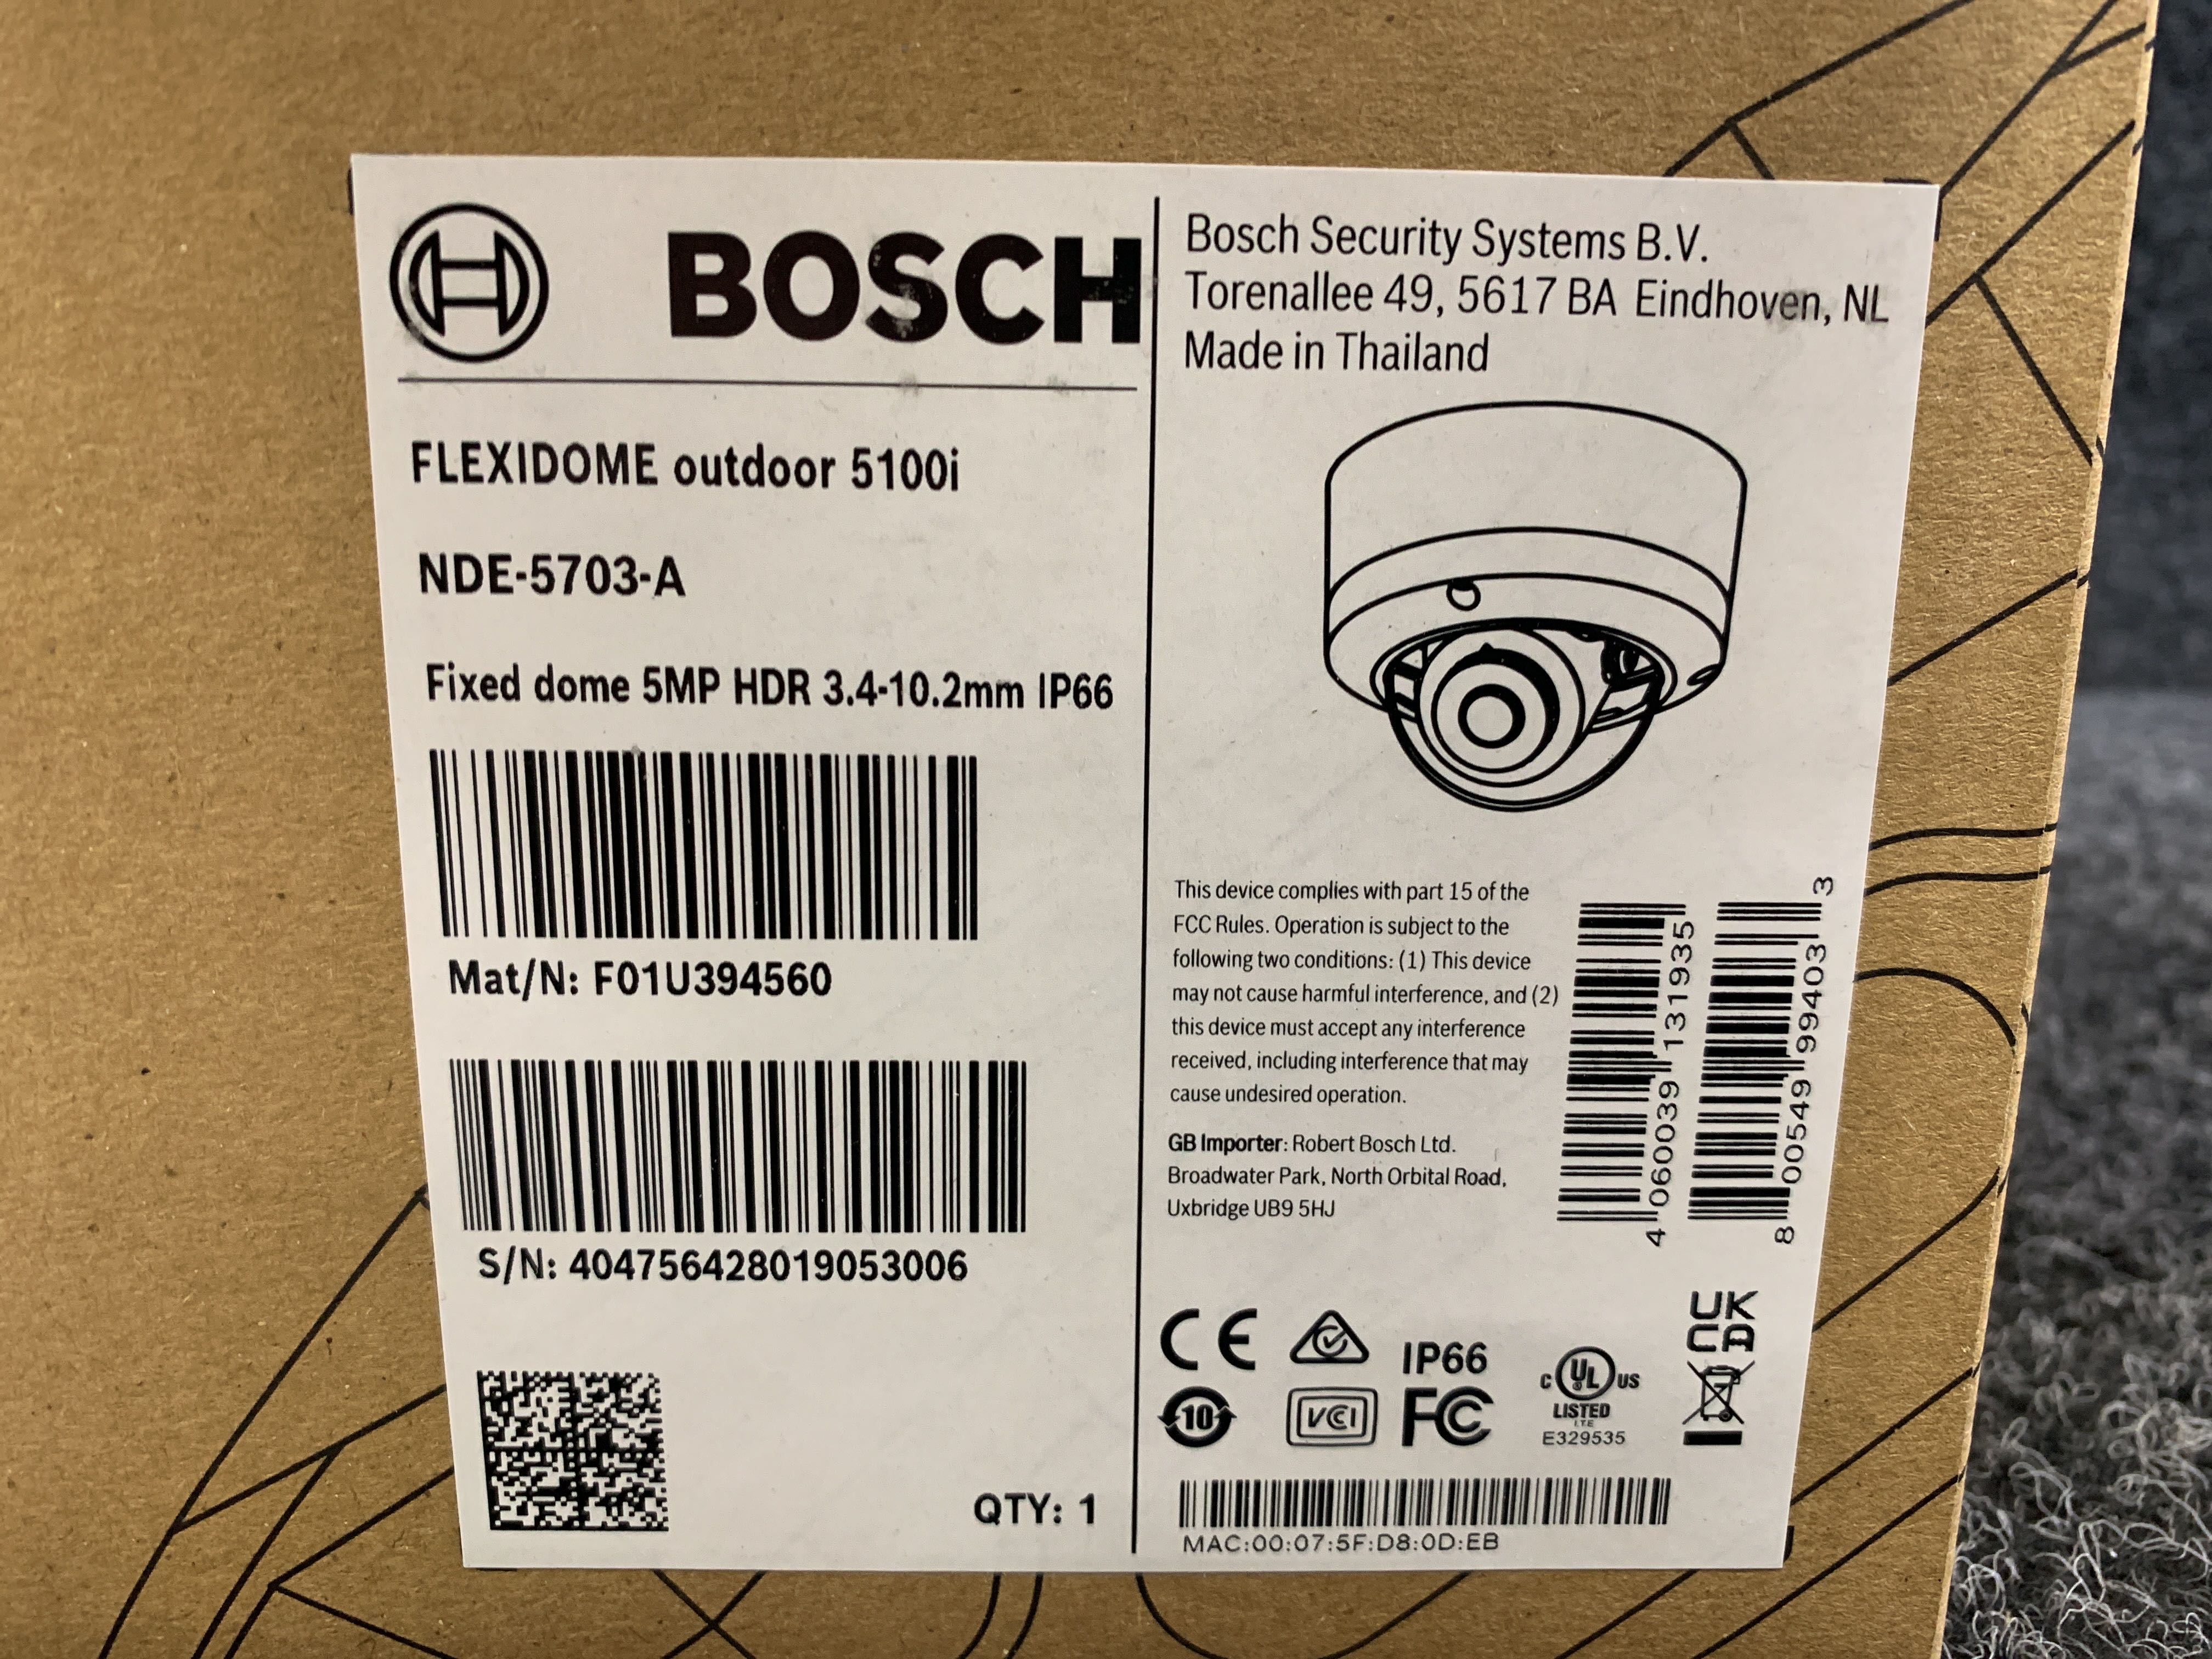 BOSCH
FLEXIDOME outdoor 5100i
NDE-5703-A
Fixed dome 5MP HDR 3.4-10.2mm IP66
Mat/N: F01U394560
S/N: 404756428019053006
QTY: 1
Bosch Security Systems B.V.
Torenallee 49, 5617 BA Eindhoven, NL
Made in Thailand
This device complies with part 15 of the
FCC Rules. Operation is subject to the
following two conditions: (1) This device
may not cause harmful interference, and (2)
this device must accept any interference
received, including interference that may
cause undesired operation.
GB Importer: Robert Bosch Ltd.
Broadwater Park, North Orbital Road,
Uxbridge UB9 5HJ
4 060039 131935
8 00549 99403 3
CE
IP66
UK
CA
10
VCI
FC
C UL US
LISTED
I.T.E
E329535
MAC:00:07:5F:D8:0D:EB